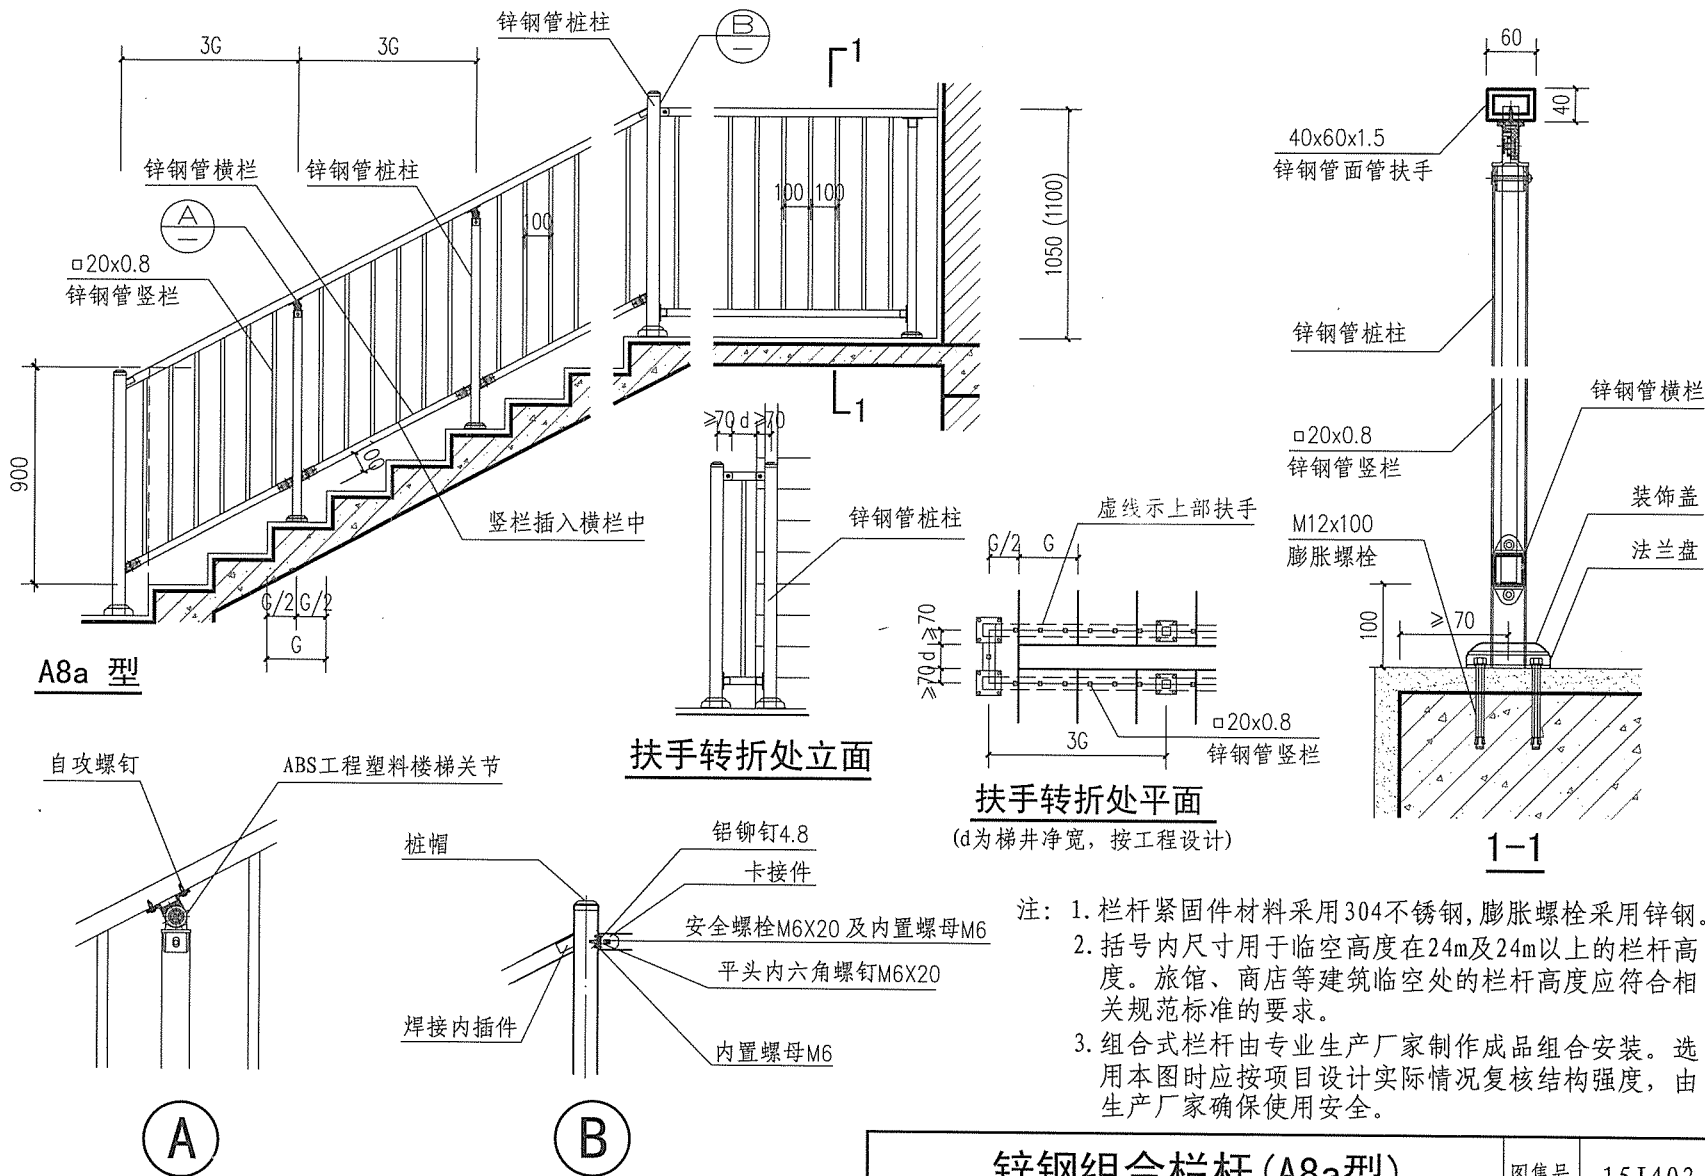 3G
3G
锌钢管桩柱
B
1
锌钢管横栏
锌钢管桩柱
A
□20x0.8
锌钢管竖栏
100
100
100
1050 (1100)
900
100
竖栏插入横栏中
G/2
G/2
G
A8a 型
1
≥70
d
≥70
锌钢管桩柱
扶手转折处立面
虚线示上部扶手
G/2
G
≥70
d
≥70
3G
□20x0.8
锌钢管竖栏
扶手转折处平面
(d为梯井净宽，按工程设计)
60
40
40x60x1.5
锌钢管面管扶手
锌钢管桩柱
锌钢管横栏
□20x0.8
锌钢管竖栏
装饰盖
M12x100
膨胀螺栓
法兰盘
100
≥70
1-1
自攻螺钉
ABS工程塑料楼梯关节
A
桩帽
铝铆钉4.8
卡接件
安全螺栓M6X20 及内置螺母M6
平头内六角螺钉M6X20
焊接内插件
内置螺母M6
B
注：1. 栏杆紧固件材料采用304不锈钢,膨胀螺栓采用锌钢。
2. 括号内尺寸用于临空高度在24m及24m以上的栏杆高
度。旅馆、商店等建筑临空处的栏杆高度应符合相
关规范标准的要求。
3. 组合式栏杆由专业生产厂家制作成品组合安装。选
用本图时应按项目设计实际情况复核结构强度，由
生产厂家确保使用安全。
锌钢组合栏杆(A8a型)
图集号
15J403